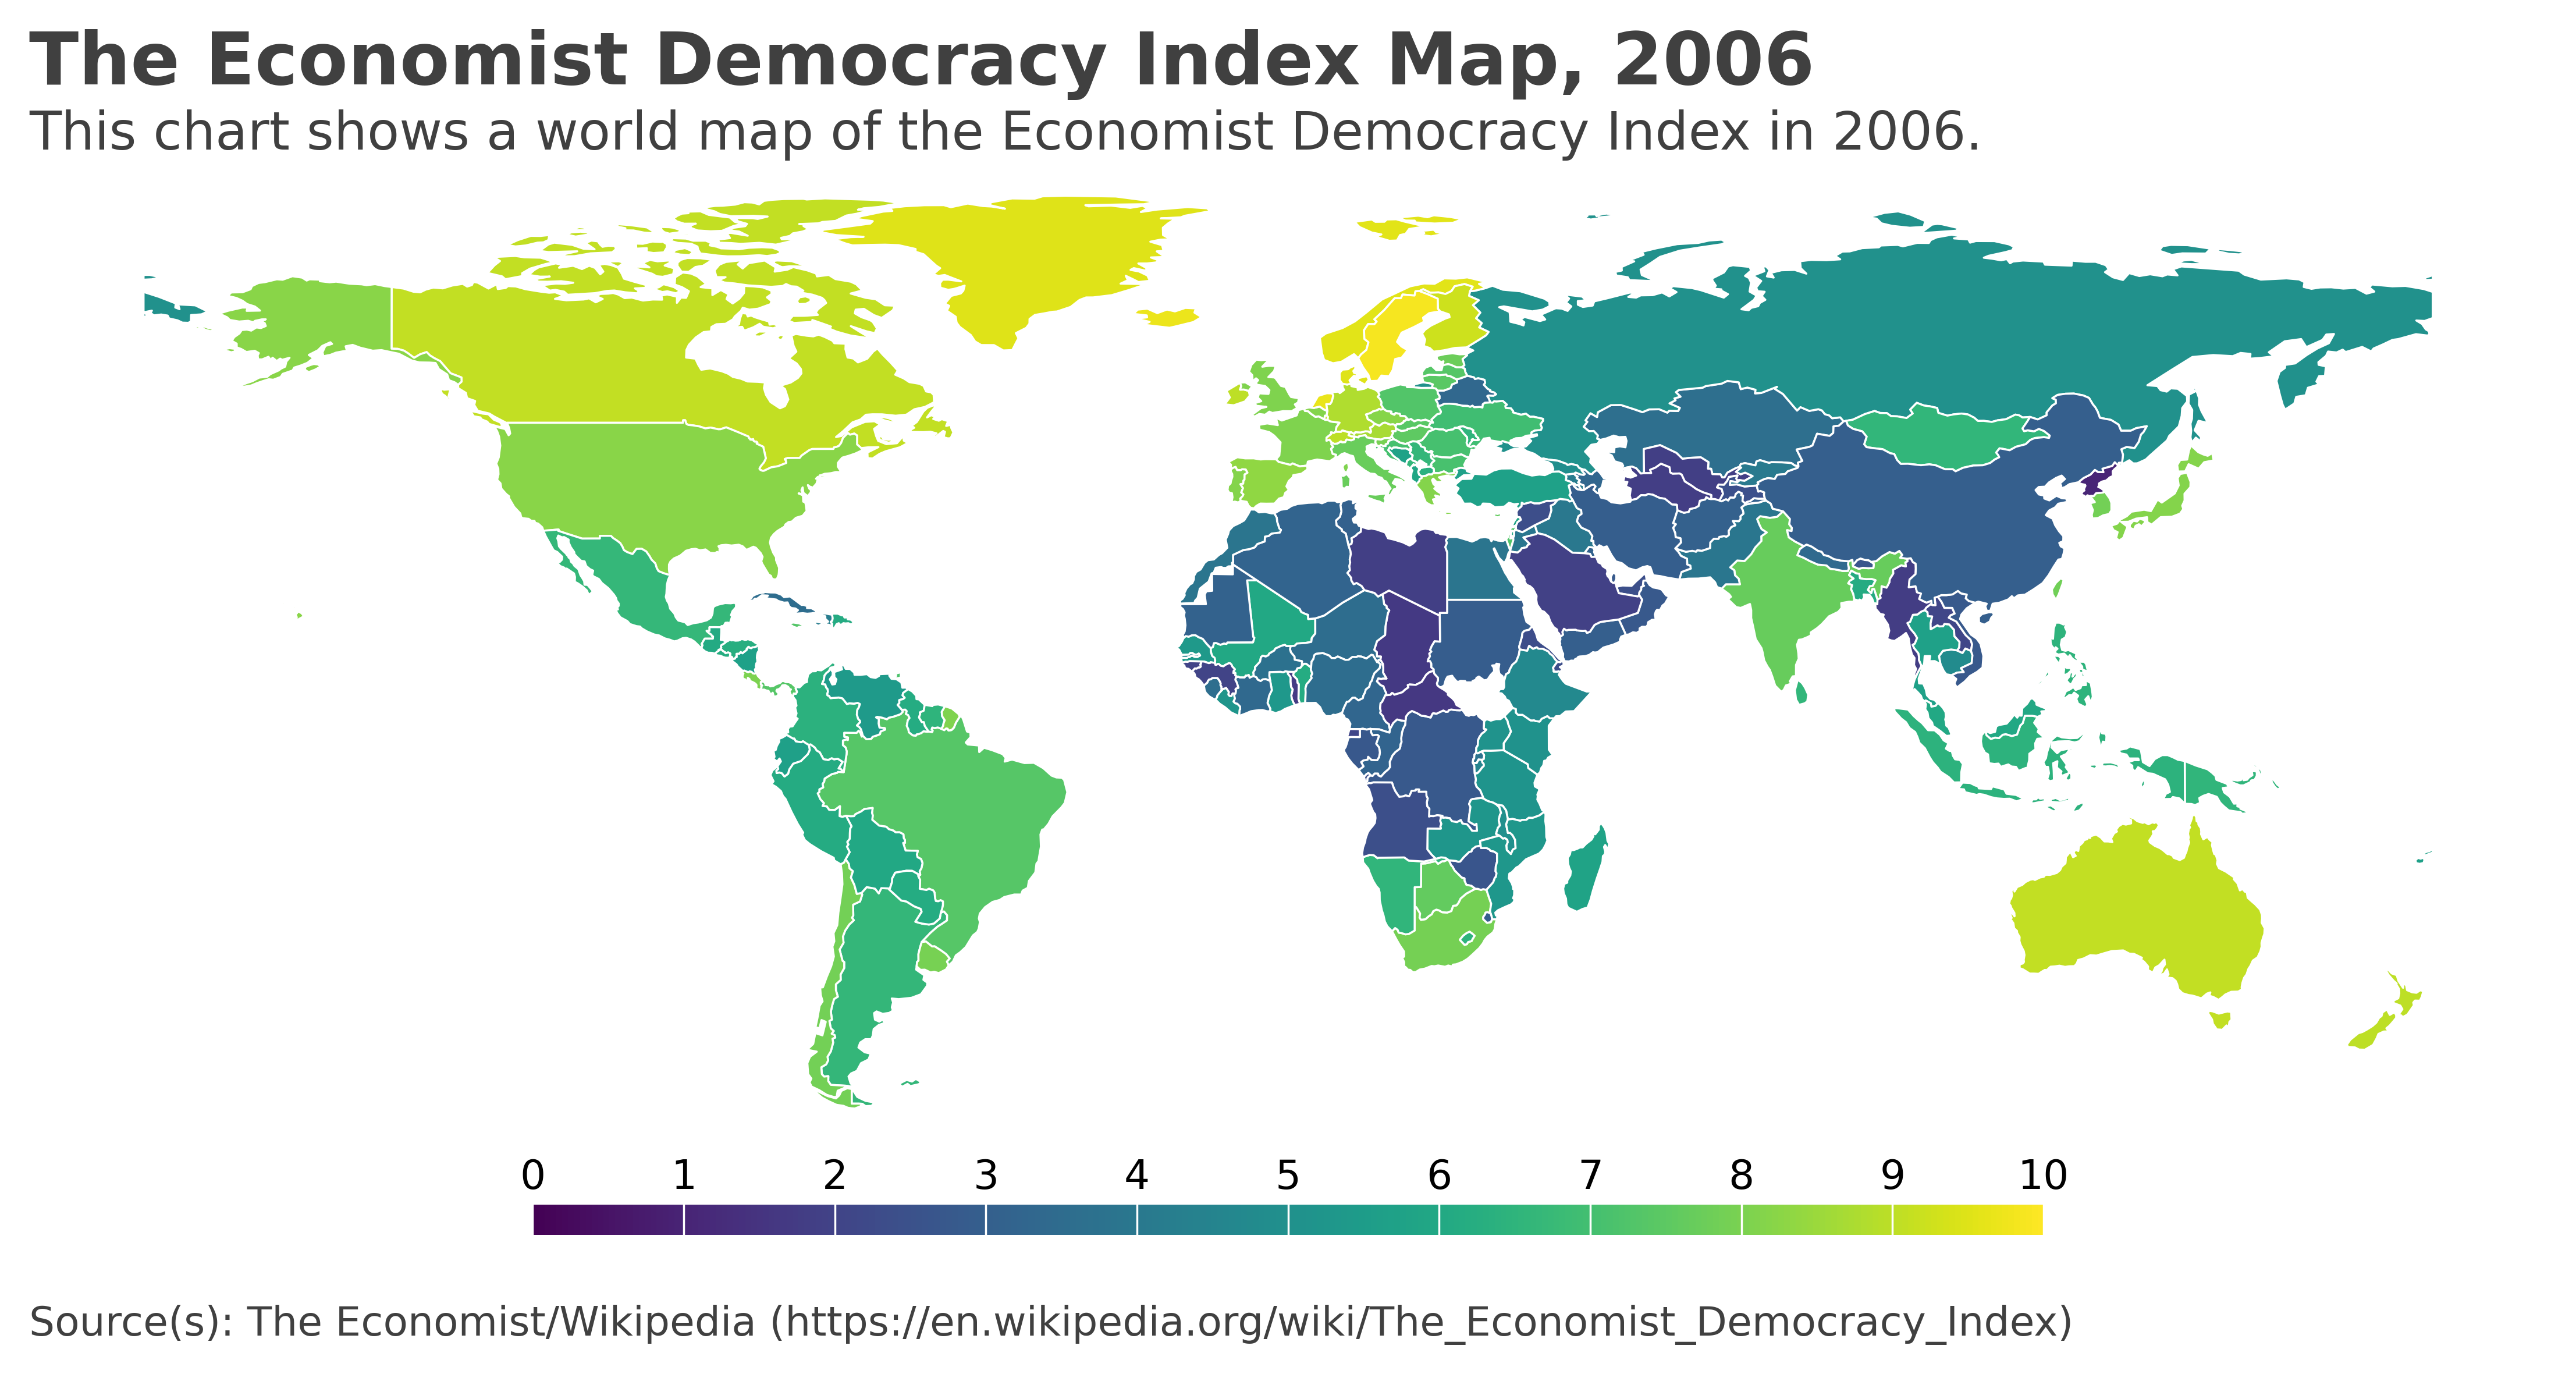 The Economist Democracy Index Map, 2006
This chart shows a world map of the Economist Democracy Index in 2006.
0 1 2 3 4 5 6 7 8 9 10
Source(s): The Economist/Wikipedia (https://en.wikipedia.org/wiki/The_Economist_Democracy_Index)